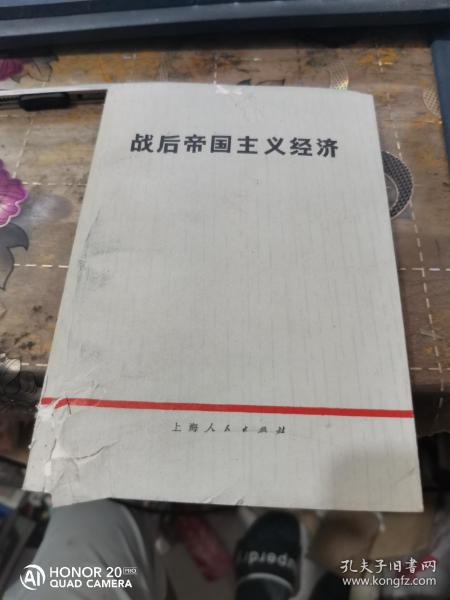 战后帝国主义经济
上海人民出版社
superdry
HONOR 20 PRO
AI QUAD CAMERA
孔夫子旧书网
www.kongfz.com